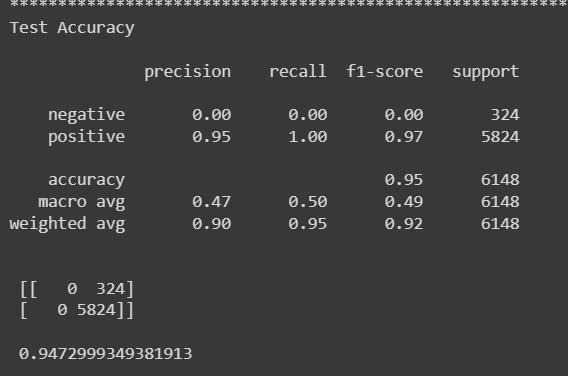 ************************************************************
Test Accuracy
precision recall f1-score support
negative 0.00 0.00 0.00 324
positive 0.95 1.00 0.97 5824
accuracy 0.95 6148
macro avg 0.47 0.50 0.49 6148
weighted avg 0.90 0.95 0.92 6148
[[ 0 324]
[ 0 5824]]
0.9472999349381913